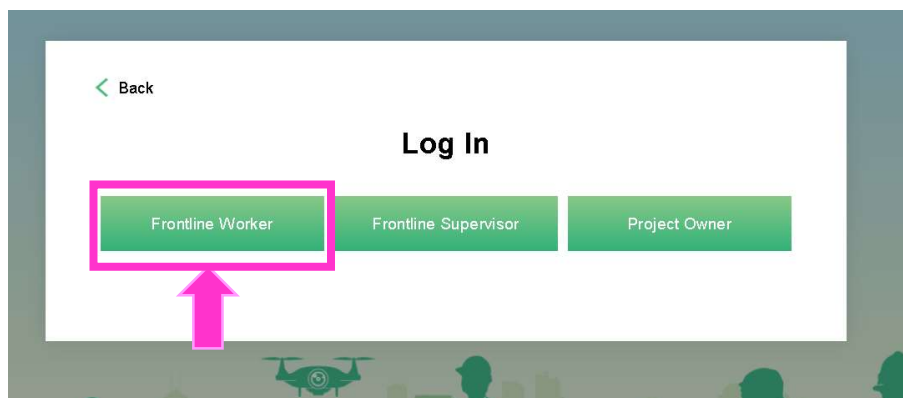 Back
Log In
Frontline Worker
Frontline Supervisor
Project Owner